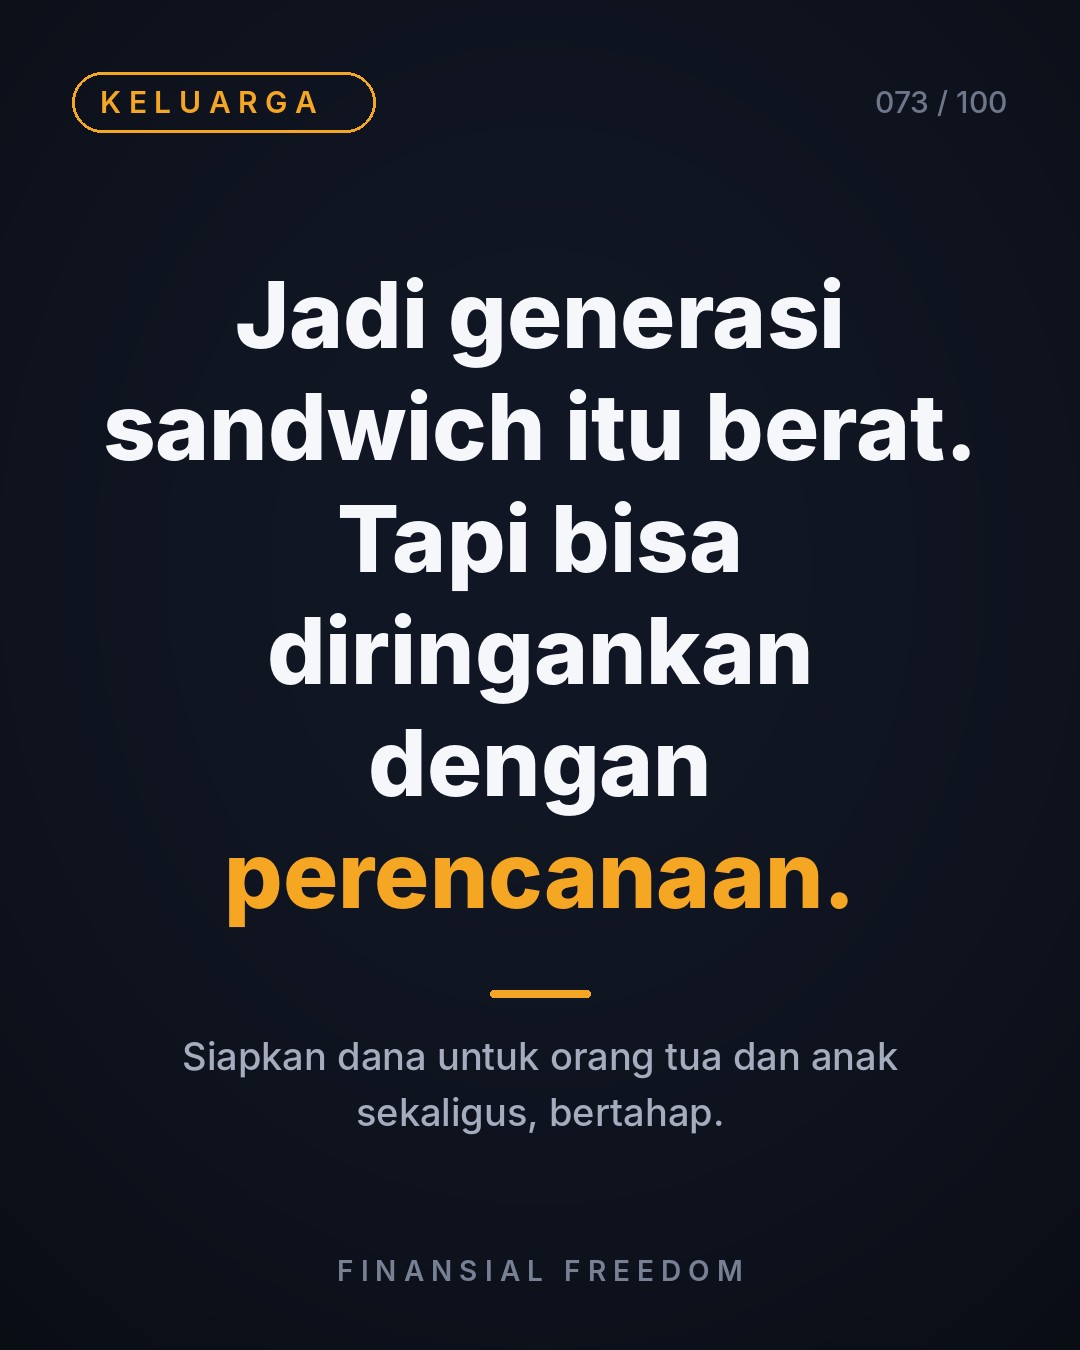 KELUARGA
073 / 100
Jadi generasi
sandwich itu berat.
Tapi bisa
diringankan
dengan
perencanaan.
Siapkan dana untuk orang tua dan anak
sekaligus, bertahap.
FINANSIAL FREEDOM